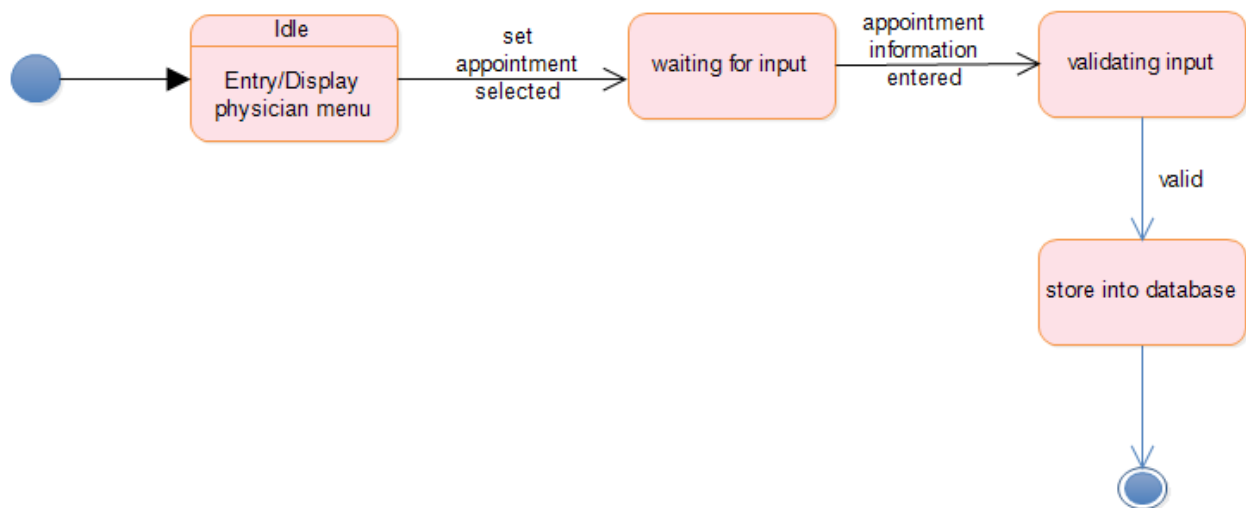 Idle
Entry/Display
physician menu
set
appointment
selected
waiting for input
appointment
information
entered
validating input
valid
store into database